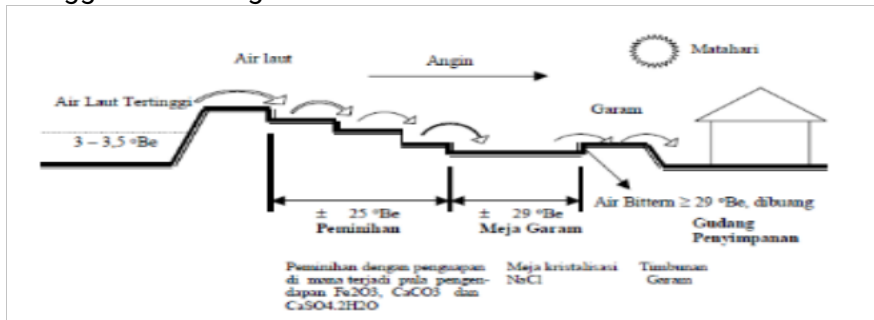 Air laut
Angin
Matahari
Air Laut Tertinggi
Garam
3 – 3,5 °Be
Air Bittern ≥ 29 °Be, dibuang
± 25 °Be
Peminihan
± 29 °Be
Meja Garam
Gudang
Penyimpanan
Peminihan dengan penguapan
di mana terjadi pula pengen-
dapan Fe2O3, CaCO3 dan
CaSO4.2H2O
Meja kristalisasi
NaCl
Timbunan
Garam